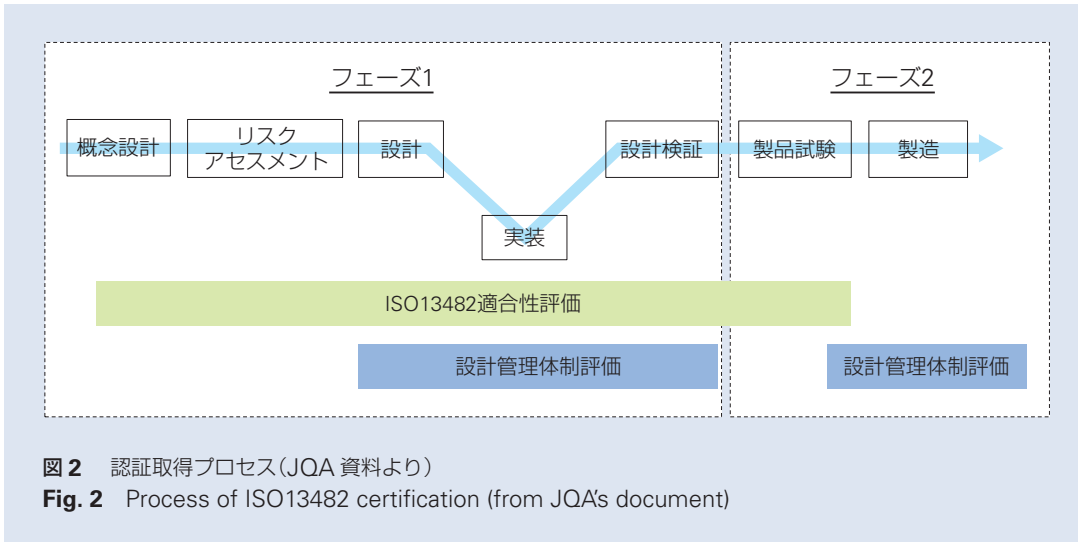 フェーズ1
フェーズ2
概念設計
リスク
アセスメント
設計
設計検証
製品試験
製造
実装
ISO13482適合性評価
設計管理体制評価
設計管理体制評価
図 2 認証取得プロセス(JQA 資料より)
Fig. 2 Process of ISO13482 certification (from JQA's document)